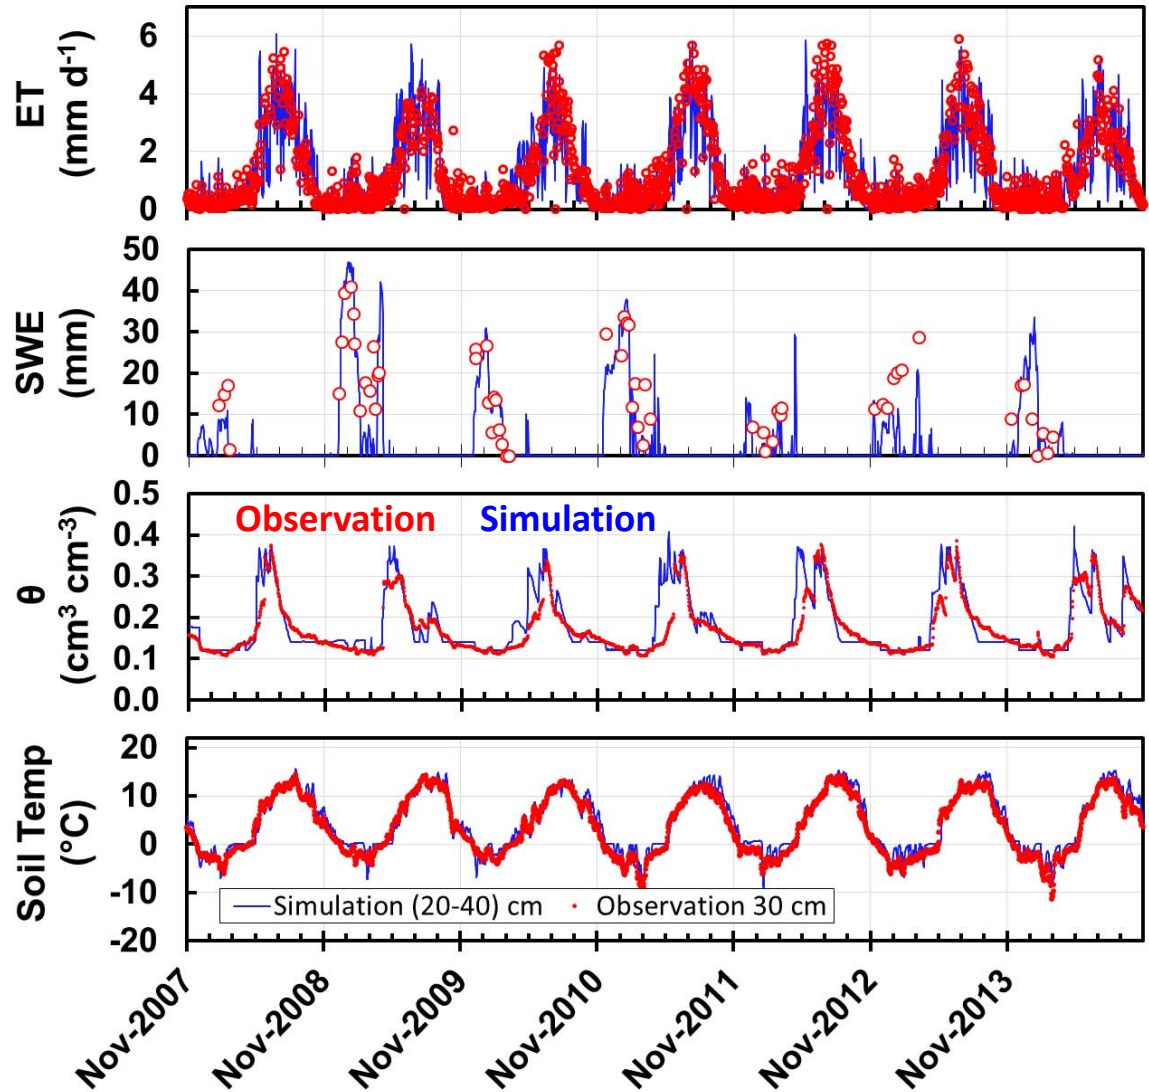 ET
(mm d⁻¹)
6
4
2
0
SWE
(mm)
50
40
30
20
10
0
θ
(cm³ cm⁻³)
0.5
0.4
0.3
0.2
0.1
0.0
Observation Simulation
Soil Temp
(°C)
20
10
0
-10
-20
Simulation (20-40) cm Observation 30 cm
Nov-2007
Nov-2008
Nov-2009
Nov-2010
Nov-2011
Nov-2012
Nov-2013